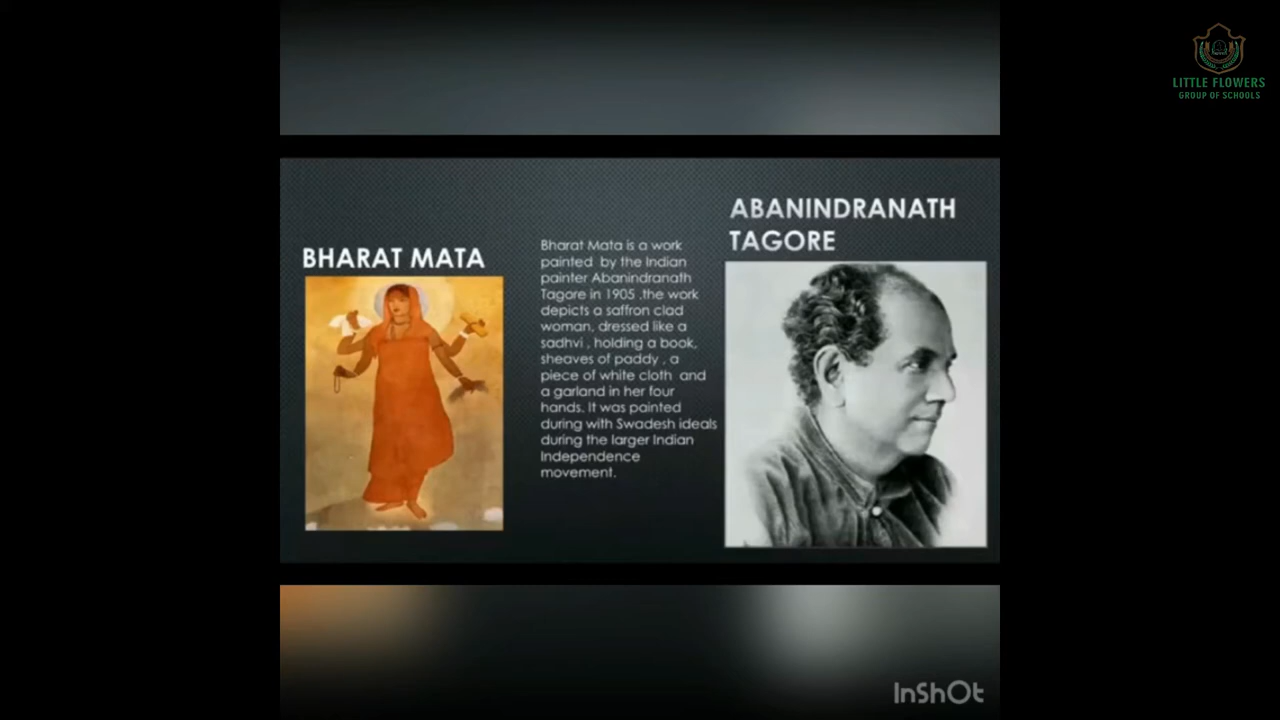 LITTLE FLOWERS
GROUP OF SCHOOLS
BHARAT MATA
Bharat Mata is a work
painted by the Indian
painter Abanindranath
Tagore in 1905 .the work
depicts a saffron clad
woman, dressed like a
sadhvi , holding a book,
sheaves of paddy , a
piece of white cloth and
a garland in her four
hands. It was painted
during with Swadesh ideals
during the larger Indian
Independence
movement.
ABANINDRANATH
TAGORE
InShOt